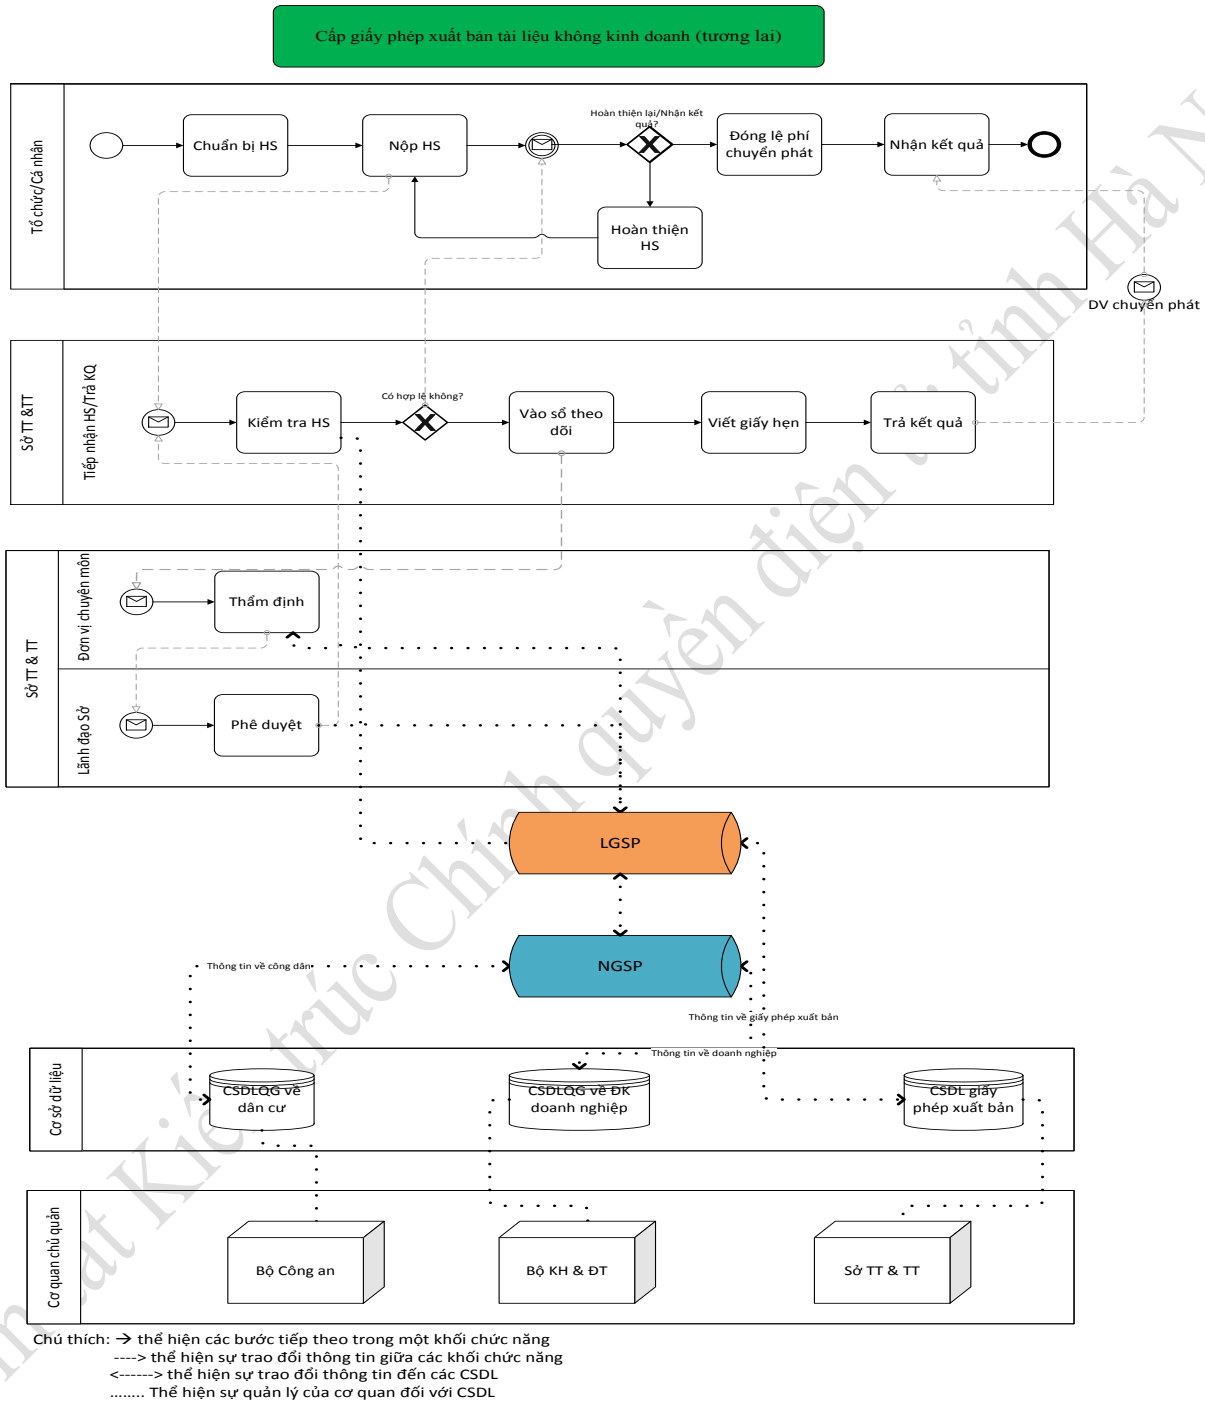 Cấp giấy phép xuất bản tài liệu không kinh doanh (tương lai)
Tổ chức/Cá nhân
Chuẩn bị HS
Nộp HS
Hoàn thiện lại/Nhận kết
quả?
Đóng lệ phí
chuyển phát
Nhận kết quả
Hoàn thiện
HS
DV chuyển phát
Sở TT &TT
Tiếp nhận HS/Trả KQ
Kiểm tra HS
Có hợp lệ không?
Vào sổ theo
dõi
Viết giấy hẹn
Trả kết quả
Sở TT & TT
Đơn vị chuyên môn
Thẩm định
Lãnh đạo Sở
Phê duyệt
LGSP
NGSP
Thông tin về công dân
Thông tin về giấy phép xuất bản
Thông tin về doanh nghiệp
Cơ sở dữ liệu
CSDLQG về
dân cư
CSDLQG về ĐK
doanh nghiệp
CSDL giấy
phép xuất bản
Cơ quan chủ quản
Bộ Công an
Bộ KH & ĐT
Sở TT & TT
Chú thích: → thể hiện các bước tiếp theo trong một khối chức năng
----> thể hiện sự trao đổi thông tin giữa các khối chức năng
<------> thể hiện sự trao đổi thông tin đến các CSDL
........ Thể hiện sự quản lý của cơ quan đối với CSDL
Kiến trúc Chính quyền điện tử tỉnh Hà